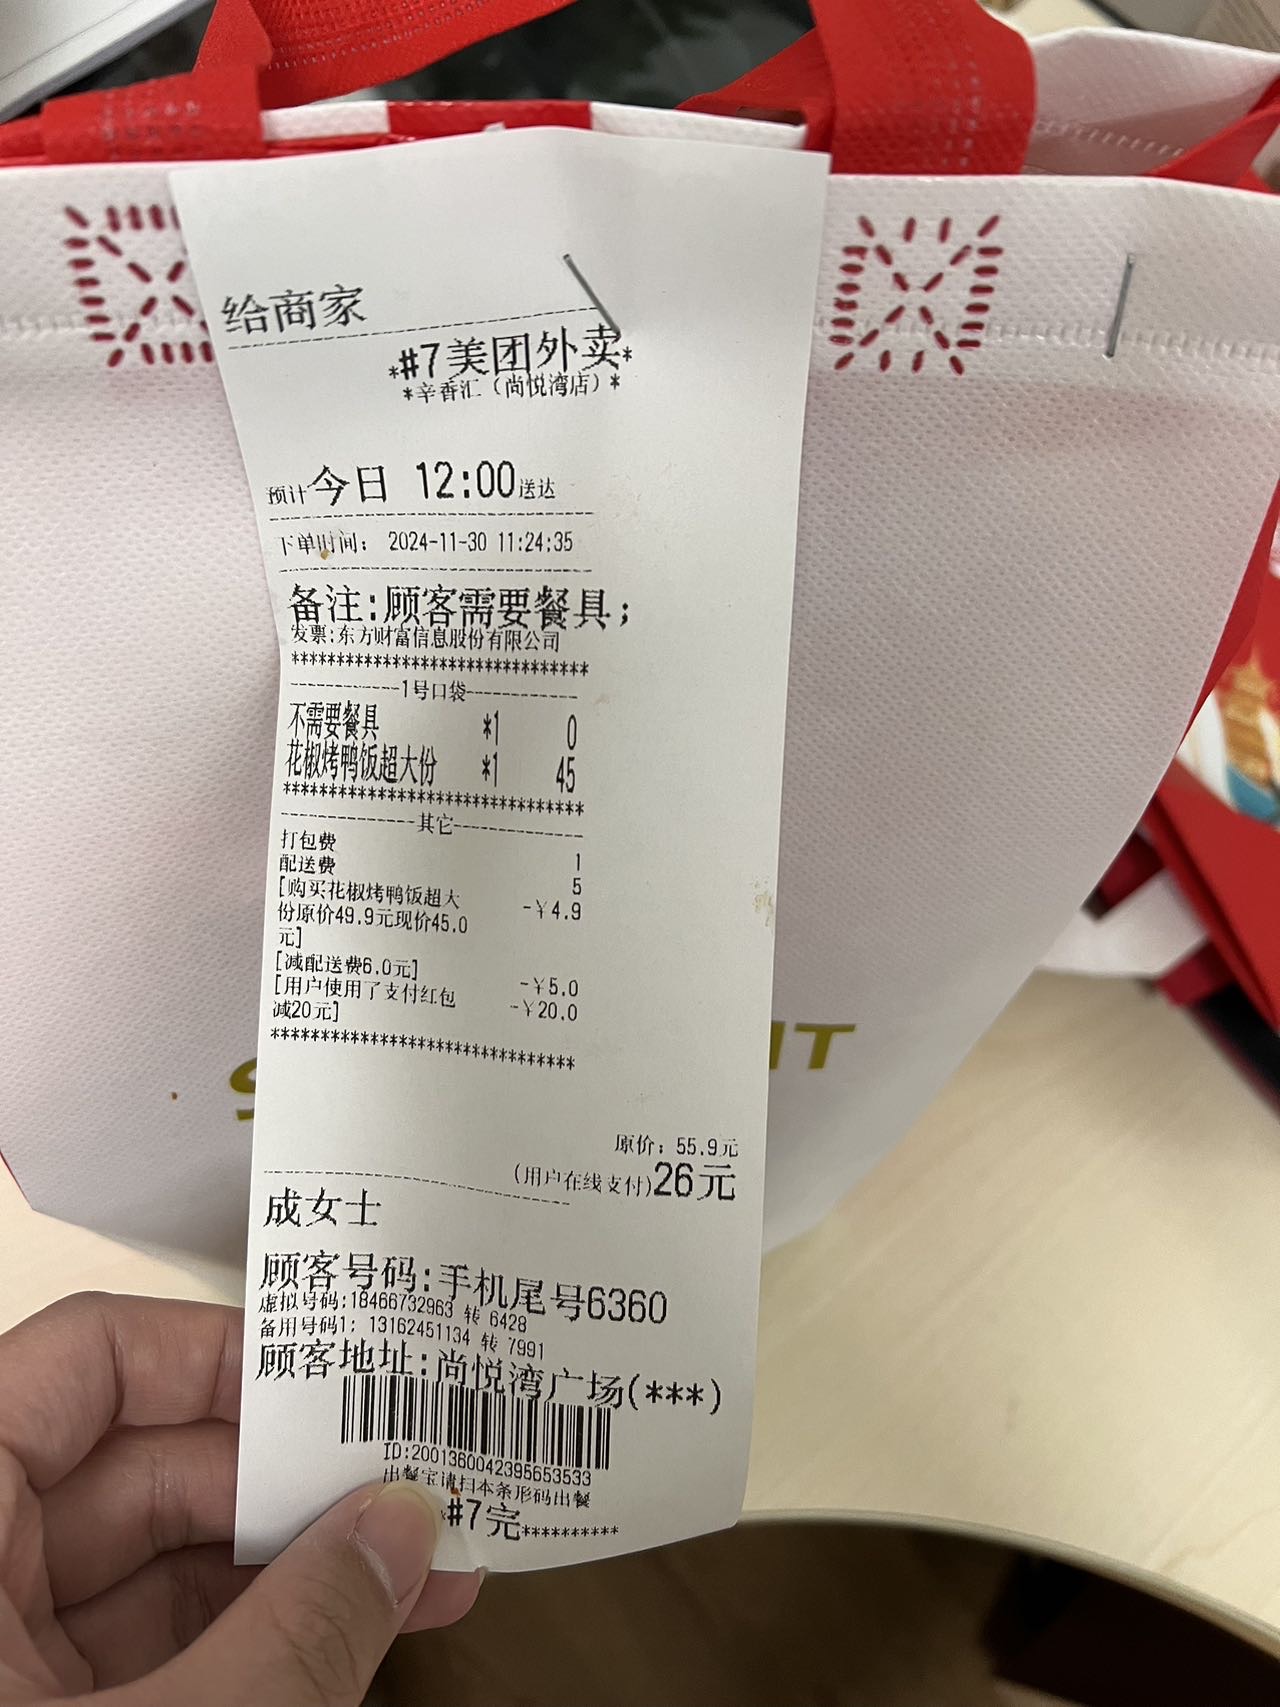 给商家
*#7美团外卖*
*辛香汇（尚悦湾店）*
预计今日 12:00送达
下单时间： 2024-11-30 11:24:35
备注:顾客需要餐具；
发票:东方财富信息股份有限公司
********************************
------------1号口袋------------
不需要餐具 *1 0
花椒烤鸭饭超大份 *1 45
********************************
---------------其它---------------
打包费 1
配送费 5
[购买花椒烤鸭饭超大 -￥4.9
份原价49.9元现价45.0
元]
[减配送费6.0元] -￥5.0
[用户使用了支付红包 -￥20.0
减20元]
********************************
原价：55.9元
(用户在线支付)26元
成女士
顾客号码:手机尾号6360
虚拟号码:18466732963 转 6428
备用号码1: 13162451134 转 7991
顾客地址:尚悦湾广场(***)
ID:2001360042395653533
出餐宝请扫本条形码出餐
*#7完**********
IT